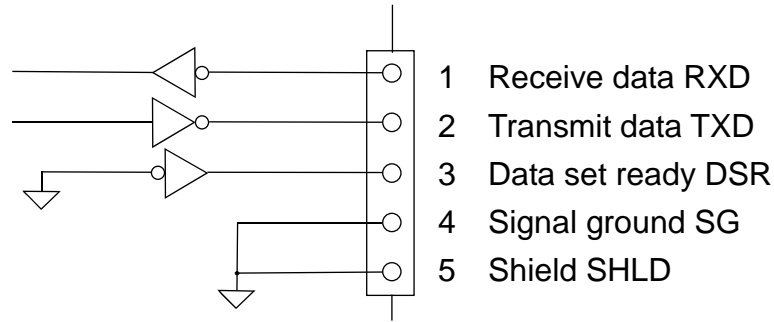 1 Receive data RXD
2 Transmit data TXD
3 Data set ready DSR
4 Signal ground SG
5 Shield SHLD